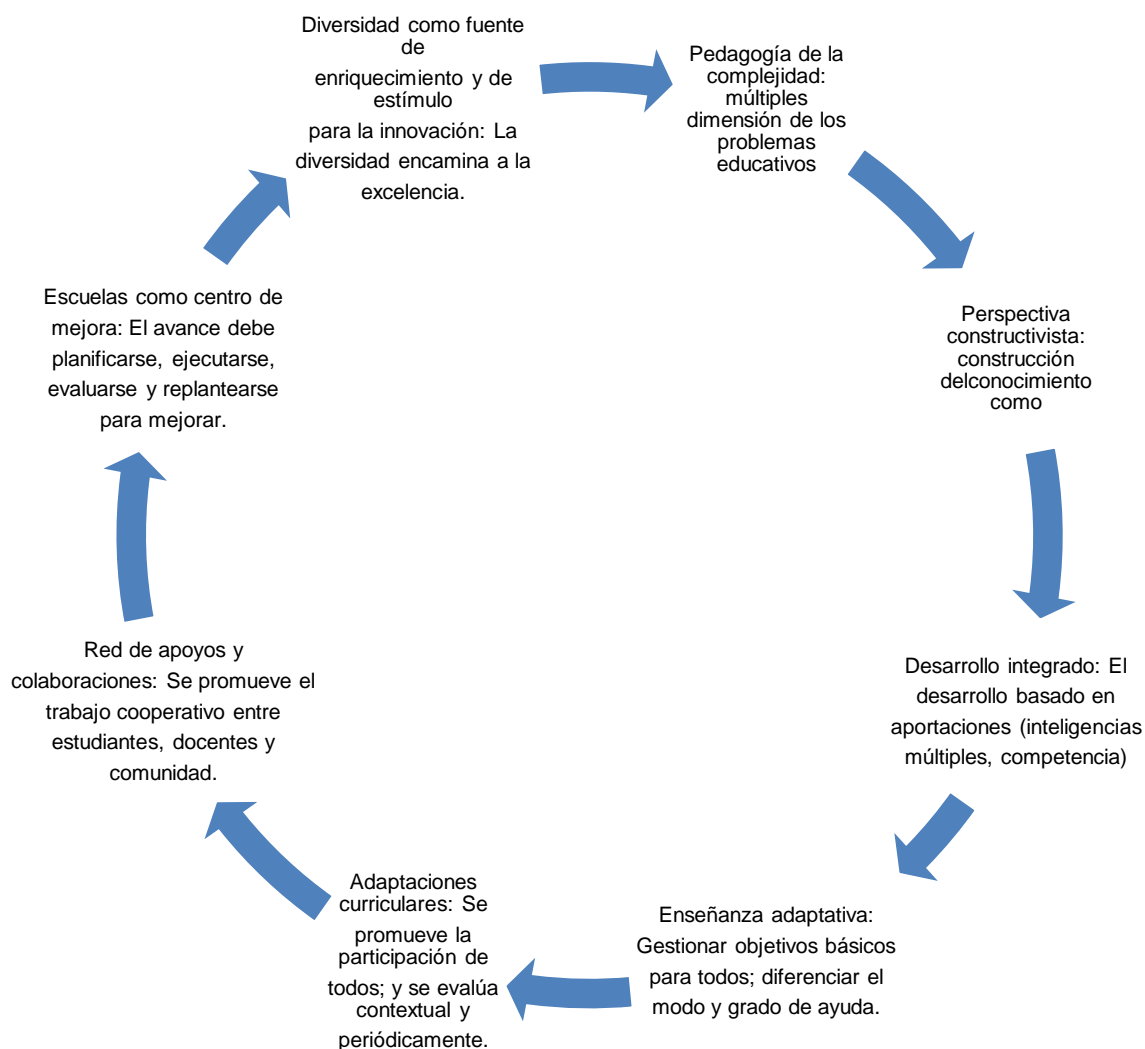 Diversidad como fuente
de
enriquecimiento y de
estímulo
para la innovación: La
diversidad encamina a la
excelencia.
Pedagogía de la
complejidad:
múltiples
dimensión de los
problemas
educativos
Perspectiva
constructivista:
construcción
delconocimiento
como
Desarrollo integrado: El
desarrollo basado en
aportaciones (inteligencias
múltiples, competencia)
Enseñanza adaptativa:
Gestionar objetivos básicos
para todos; diferenciar el
modo y grado de ayuda.
Adaptaciones
curriculares: Se
promueve la
participación de
todos; y se evalúa
contextual y
periódicamente.
Red de apoyos y
colaboraciones: Se promueve el
trabajo cooperativo entre
estudiantes, docentes y
comunidad.
Escuelas como centro de
mejora: El avance debe
planificarse, ejecutarse,
evaluarse y replantearse
para mejorar.